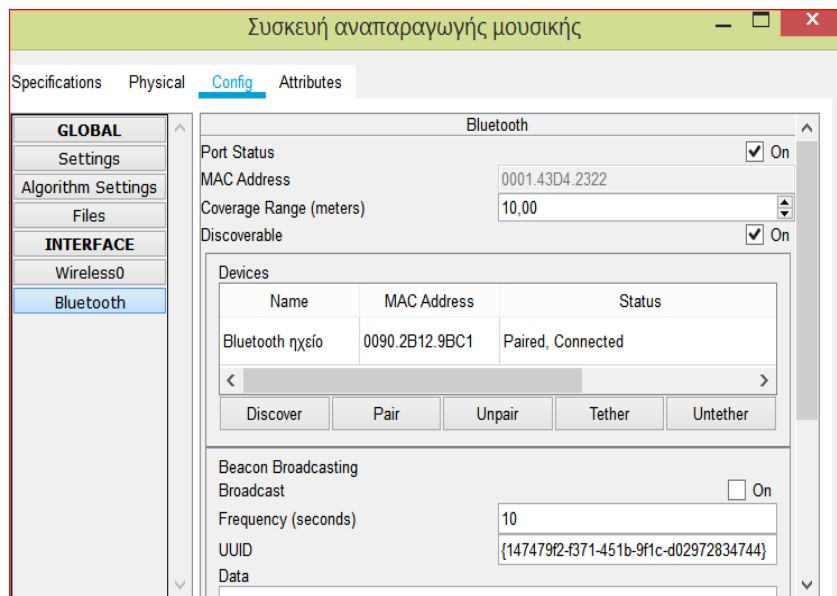 Συσκευή αναπαραγωγής μουσικής
Specifications Physical Config Attributes
GLOBAL
Settings
Algorithm Settings
Files
INTERFACE
Wireless0
Bluetooth
Bluetooth
Port Status On
MAC Address 0001.43D4.2322
Coverage Range (meters) 10,00
Discoverable On
Devices
Name MAC Address Status
Bluetooth ηχείο 0090.2B12.9BC1 Paired, Connected
Discover Pair Unpair Tether Untether
Beacon Broadcasting
Broadcast On
Frequency (seconds) 10
UUID {147479f2-f371-451b-9f1c-d02972834744}
Data